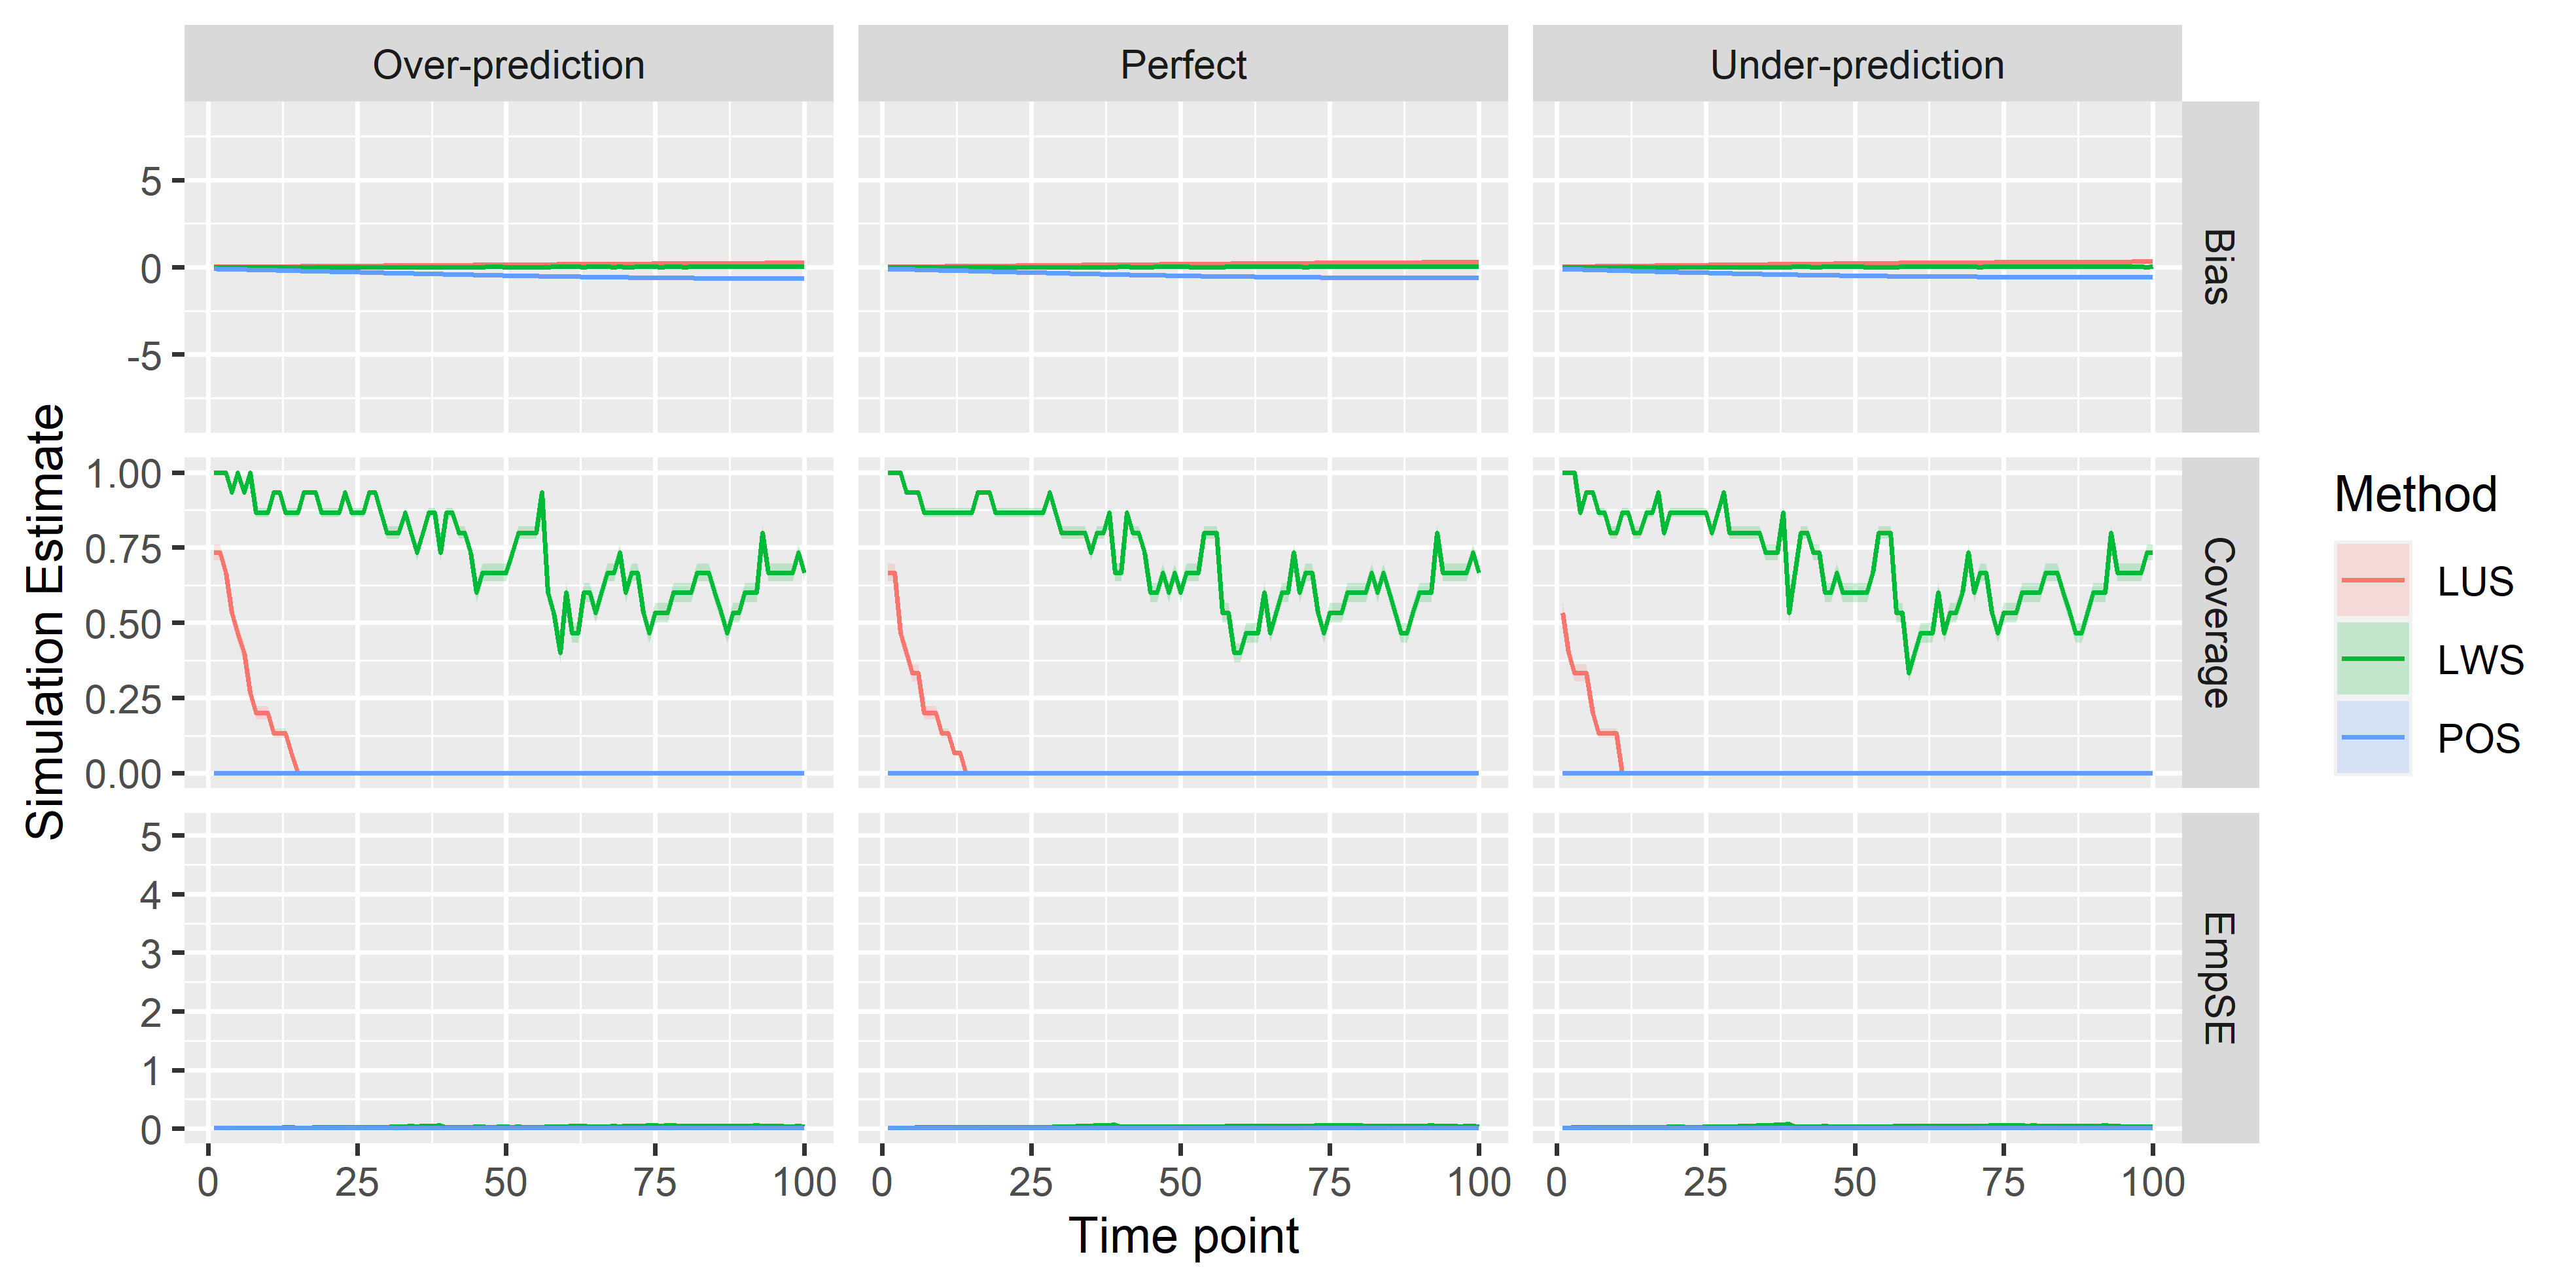 Over-prediction
Perfect
Under-prediction
5
0
-5
Bias
Simulation Estimate
1.00
0.75
0.50
0.25
0.00
Coverage
5
4
3
2
1
0
EmpSE
0 25 50 75 100
0 25 50 75 100
0 25 50 75 100
Time point
Method
LUS
LWS
POS